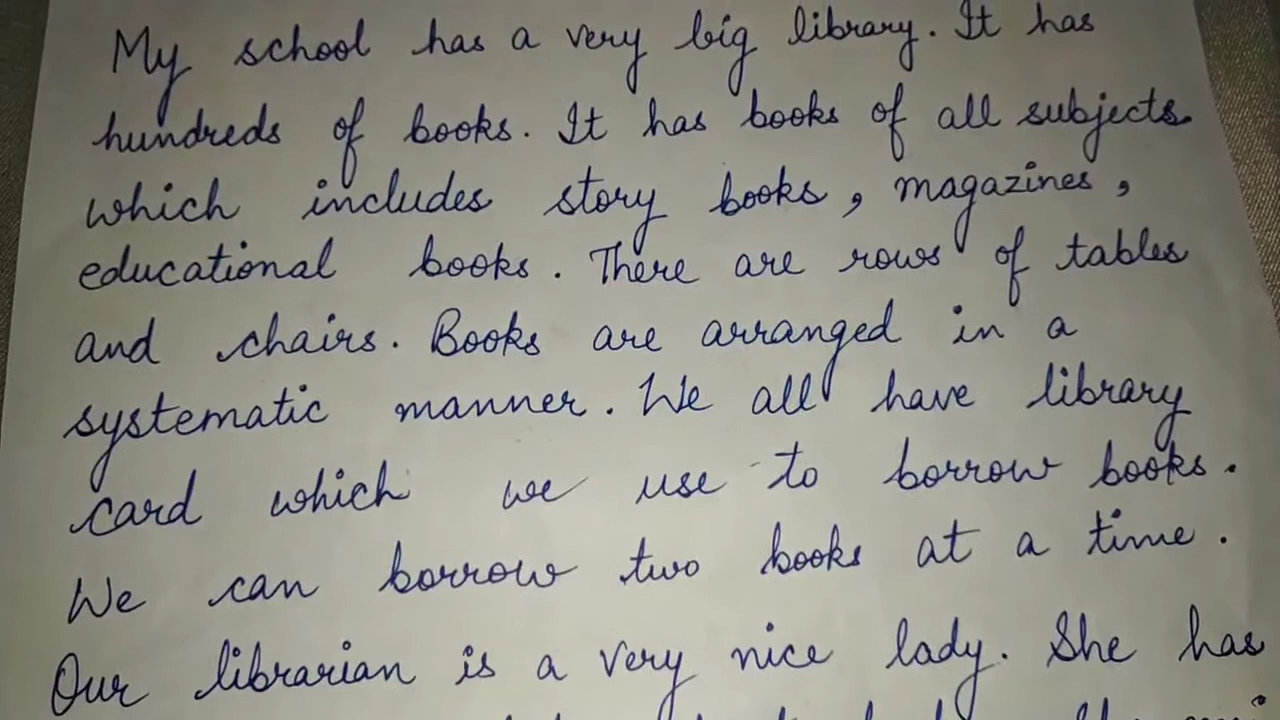 My school has a very big library. It has
hundreds of books. It has books of all subjects
which includes story books, magazines,
educational books. There are rows of tables
and chairs. Books are arranged in a
systematic manner. We all have library
card which we use to borrow books.
We can borrow two books at a time.
Our librarian is a very nice lady. She has